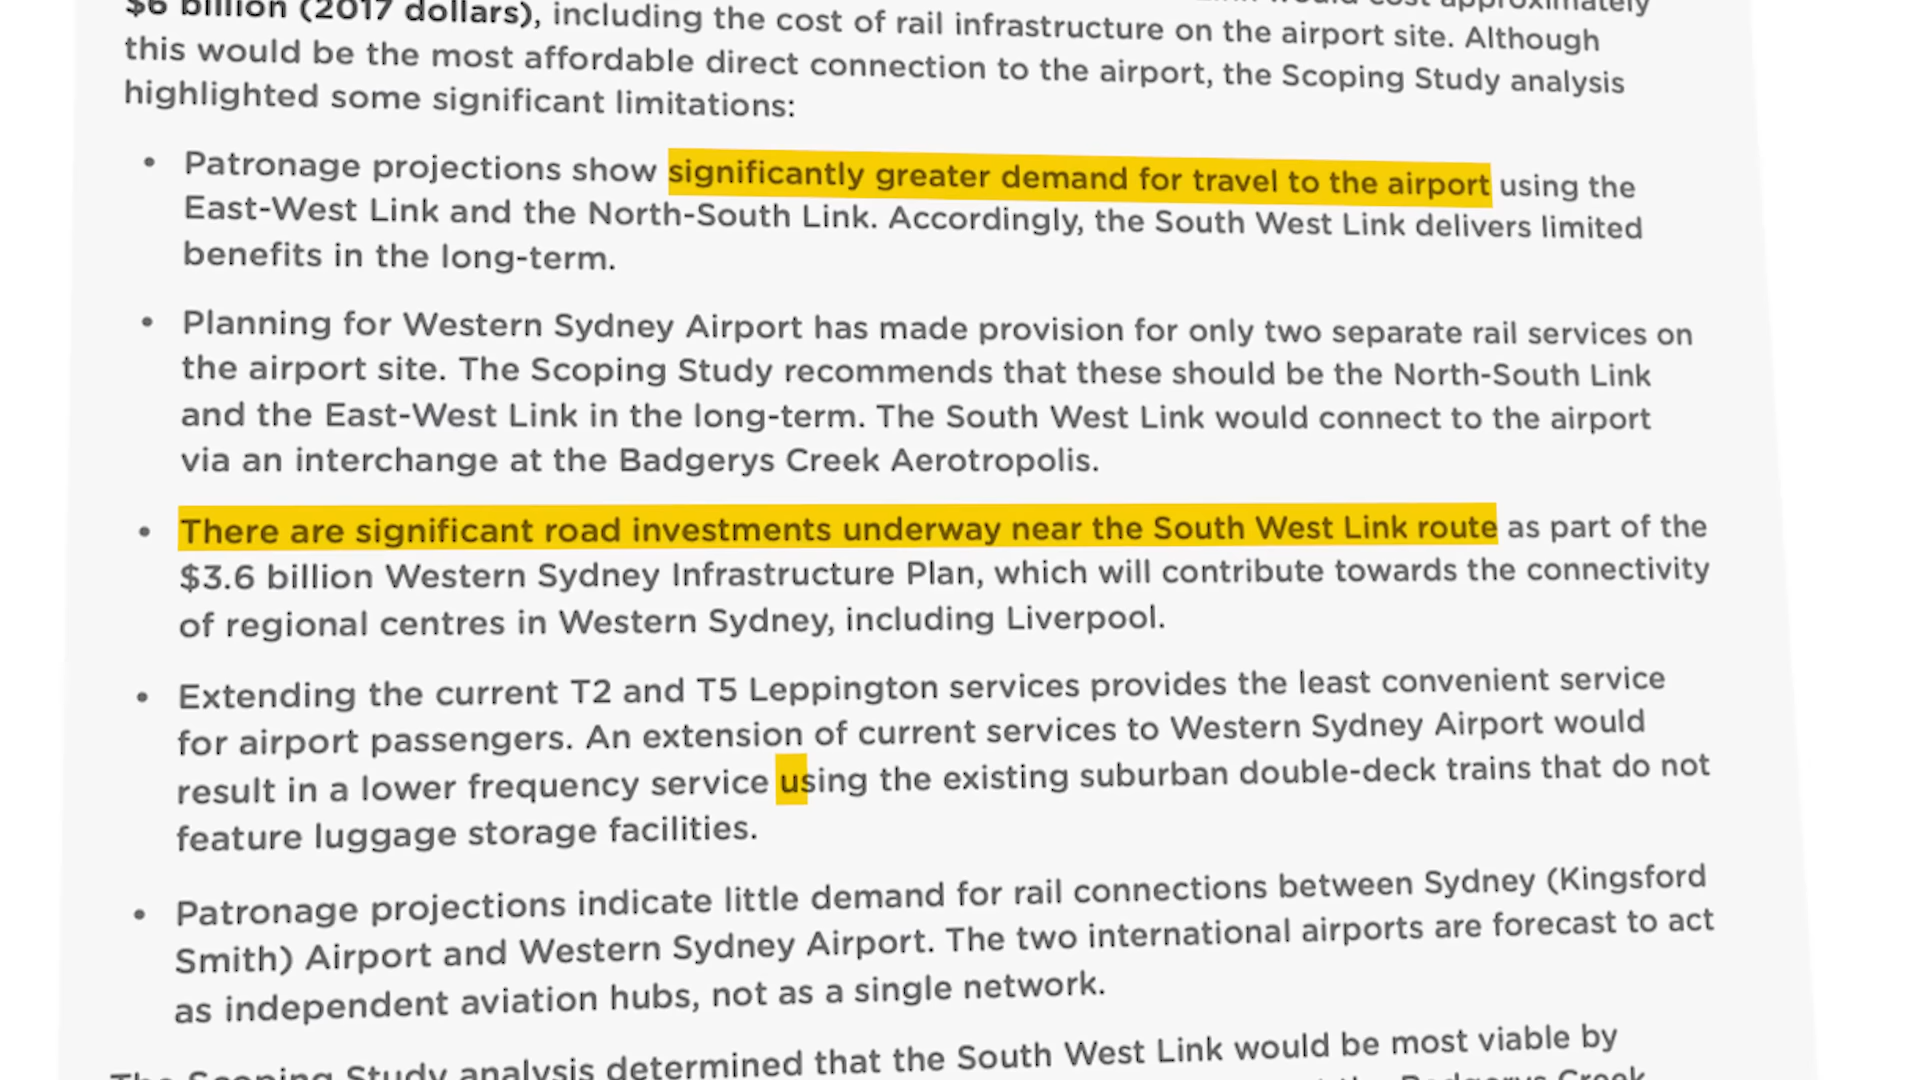 $6 billion (2017 dollars), including the cost of rail infrastructure on the airport site. Although
this would be the most affordable direct connection to the airport, the Scoping Study analysis
highlighted some significant limitations:
• Patronage projections show significantly greater demand for travel to the airport using the
East-West Link and the North-South Link. Accordingly, the South West Link delivers limited
benefits in the long-term.
• Planning for Western Sydney Airport has made provision for only two separate rail services on
the airport site. The Scoping Study recommends that these should be the North-South Link
and the East-West Link in the long-term. The South West Link would connect to the airport
via an interchange at the Badgerys Creek Aerotropolis.
• There are significant road investments underway near the South West Link route as part of the
$3.6 billion Western Sydney Infrastructure Plan, which will contribute towards the connectivity
of regional centres in Western Sydney, including Liverpool.
• Extending the current T2 and T5 Leppington services provides the least convenient service
for airport passengers. An extension of current services to Western Sydney Airport would
result in a lower frequency service using the existing suburban double-deck trains that do not
feature luggage storage facilities.
• Patronage projections indicate little demand for rail connections between Sydney (Kingsford
Smith) Airport and Western Sydney Airport. The two international airports are forecast to act
as independent aviation hubs, not as a single network.
The Scoping Study analysis determined that the South West Link would be most viable by